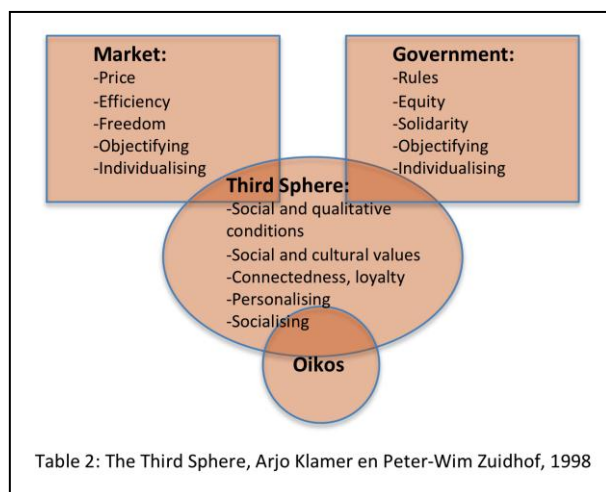 Market:
-Price
-Efficiency
-Freedom
-Objectifying
-Individualising
Government:
-Rules
-Equity
-Solidarity
-Objectifying
-Individualising
Third Sphere:
-Social and qualitative
conditions
-Social and cultural values
-Connectedness, loyalty
-Personalising
-Socialising
Oikos
Table 2: The Third Sphere, Arjo Klamer en Peter-Wim Zuidhof, 1998